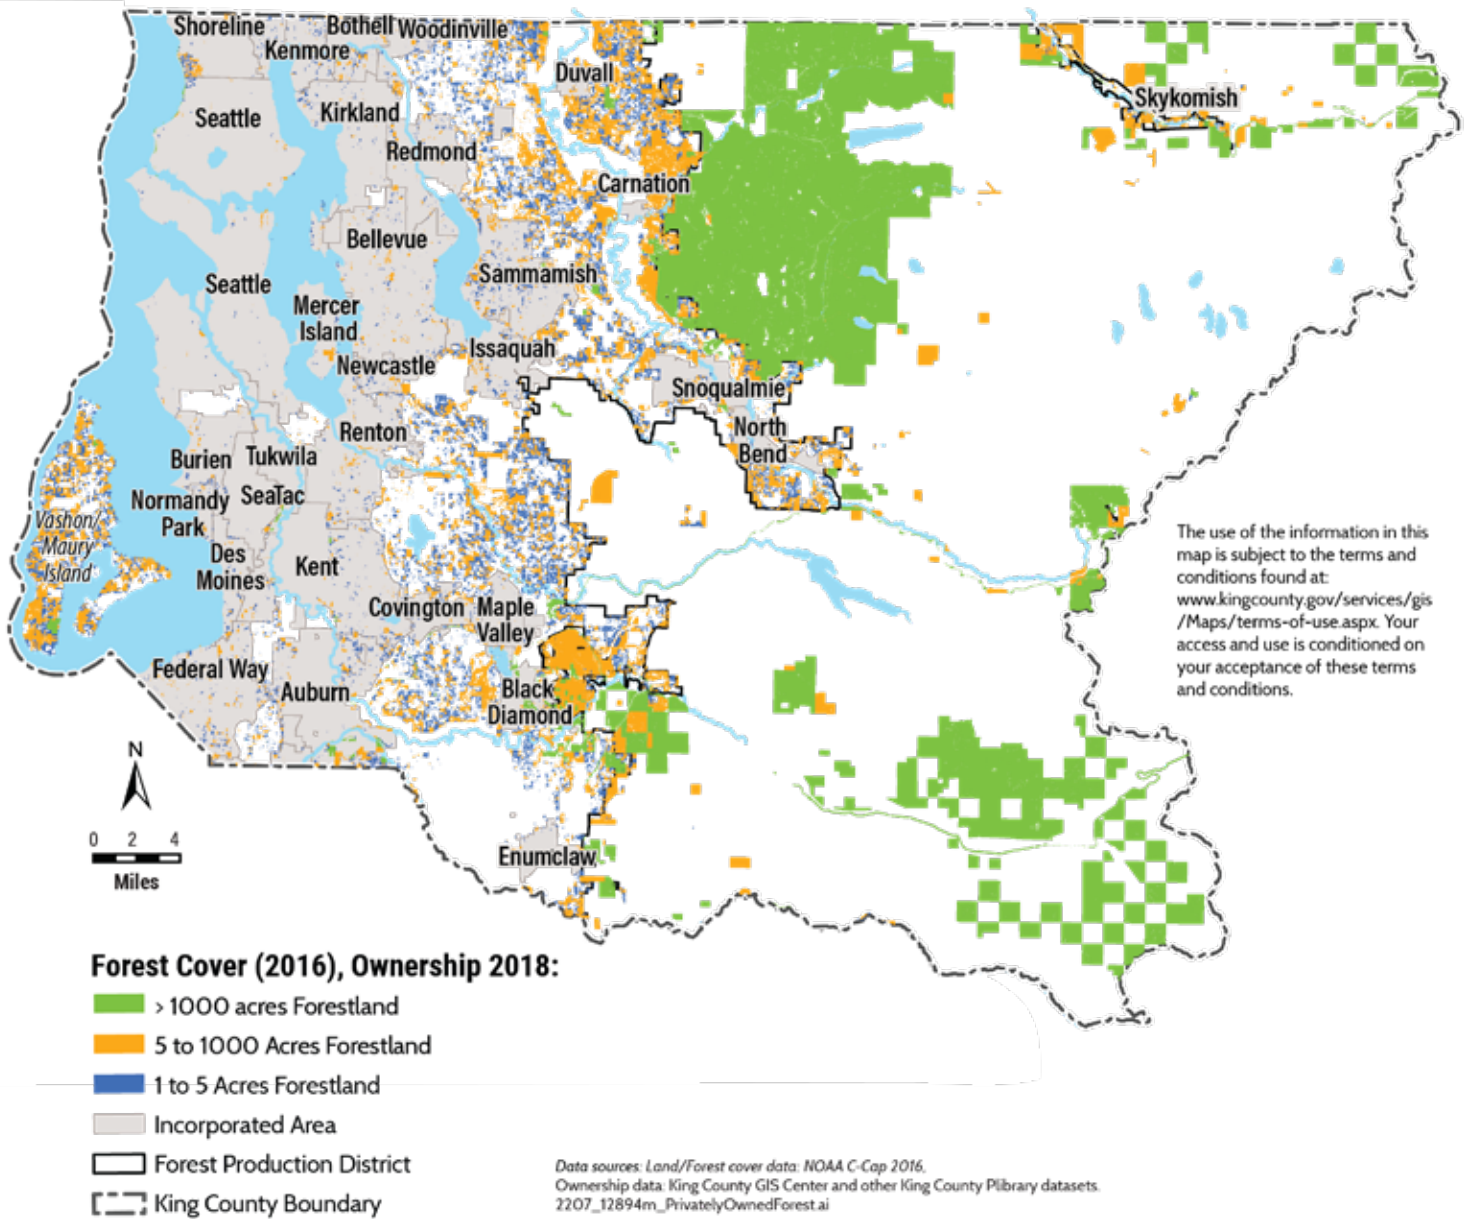 Shoreline
Bothell
Woodinville
Kenmore
Duvall
Skykomish
Seattle
Kirkland
Redmond
Carnation
Bellevue
Sammamish
Seattle
Mercer
Island
Issaquah
Newcastle
Snoqualmie
Renton
North
Bend
Burien
Tukwila
Normandy
Park
SeaTac
Vashon/
Maury
Island
Des
Moines
Kent
Covington
Maple
Valley
Federal Way
Auburn
Black
Diamond
Enumclaw
The use of the information in this
map is subject to the terms and
conditions found at:
www.kingcounty.gov/services/gis
/Maps/terms-of-use.aspx. Your
access and use is conditioned on
your acceptance of these terms
and conditions.
N
0 2 4
Miles
Forest Cover (2016), Ownership 2018:
> 1000 acres Forestland
5 to 1000 Acres Forestland
1 to 5 Acres Forestland
Incorporated Area
Forest Production District
King County Boundary
Data sources: Land/Forest cover data: NOAA C-Cap 2016,
Ownership data: King County GIS Center and other King County Plibrary datasets.
2207_12894m_PrivatelyOwnedForest.ai